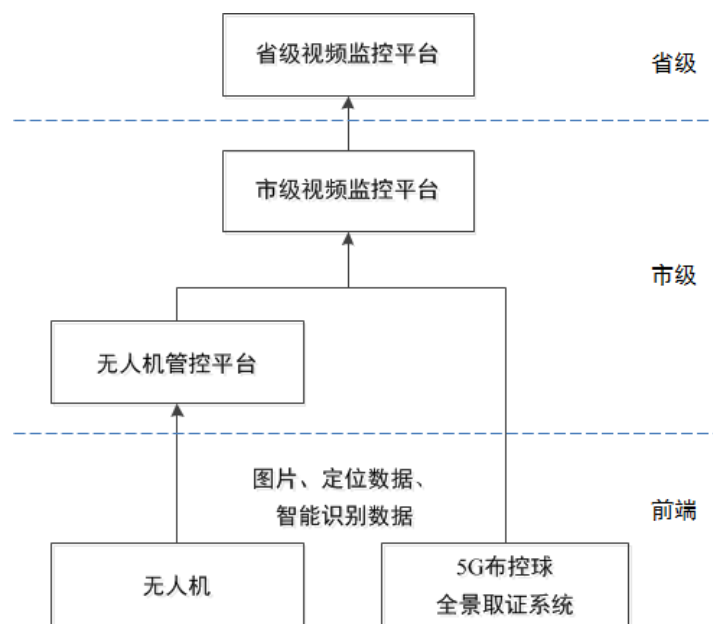 省级视频监控平台
省级
市级视频监控平台
市级
无人机管控平台
图片、定位数据、
智能识别数据
前端
无人机
5G布控球
全景取证系统